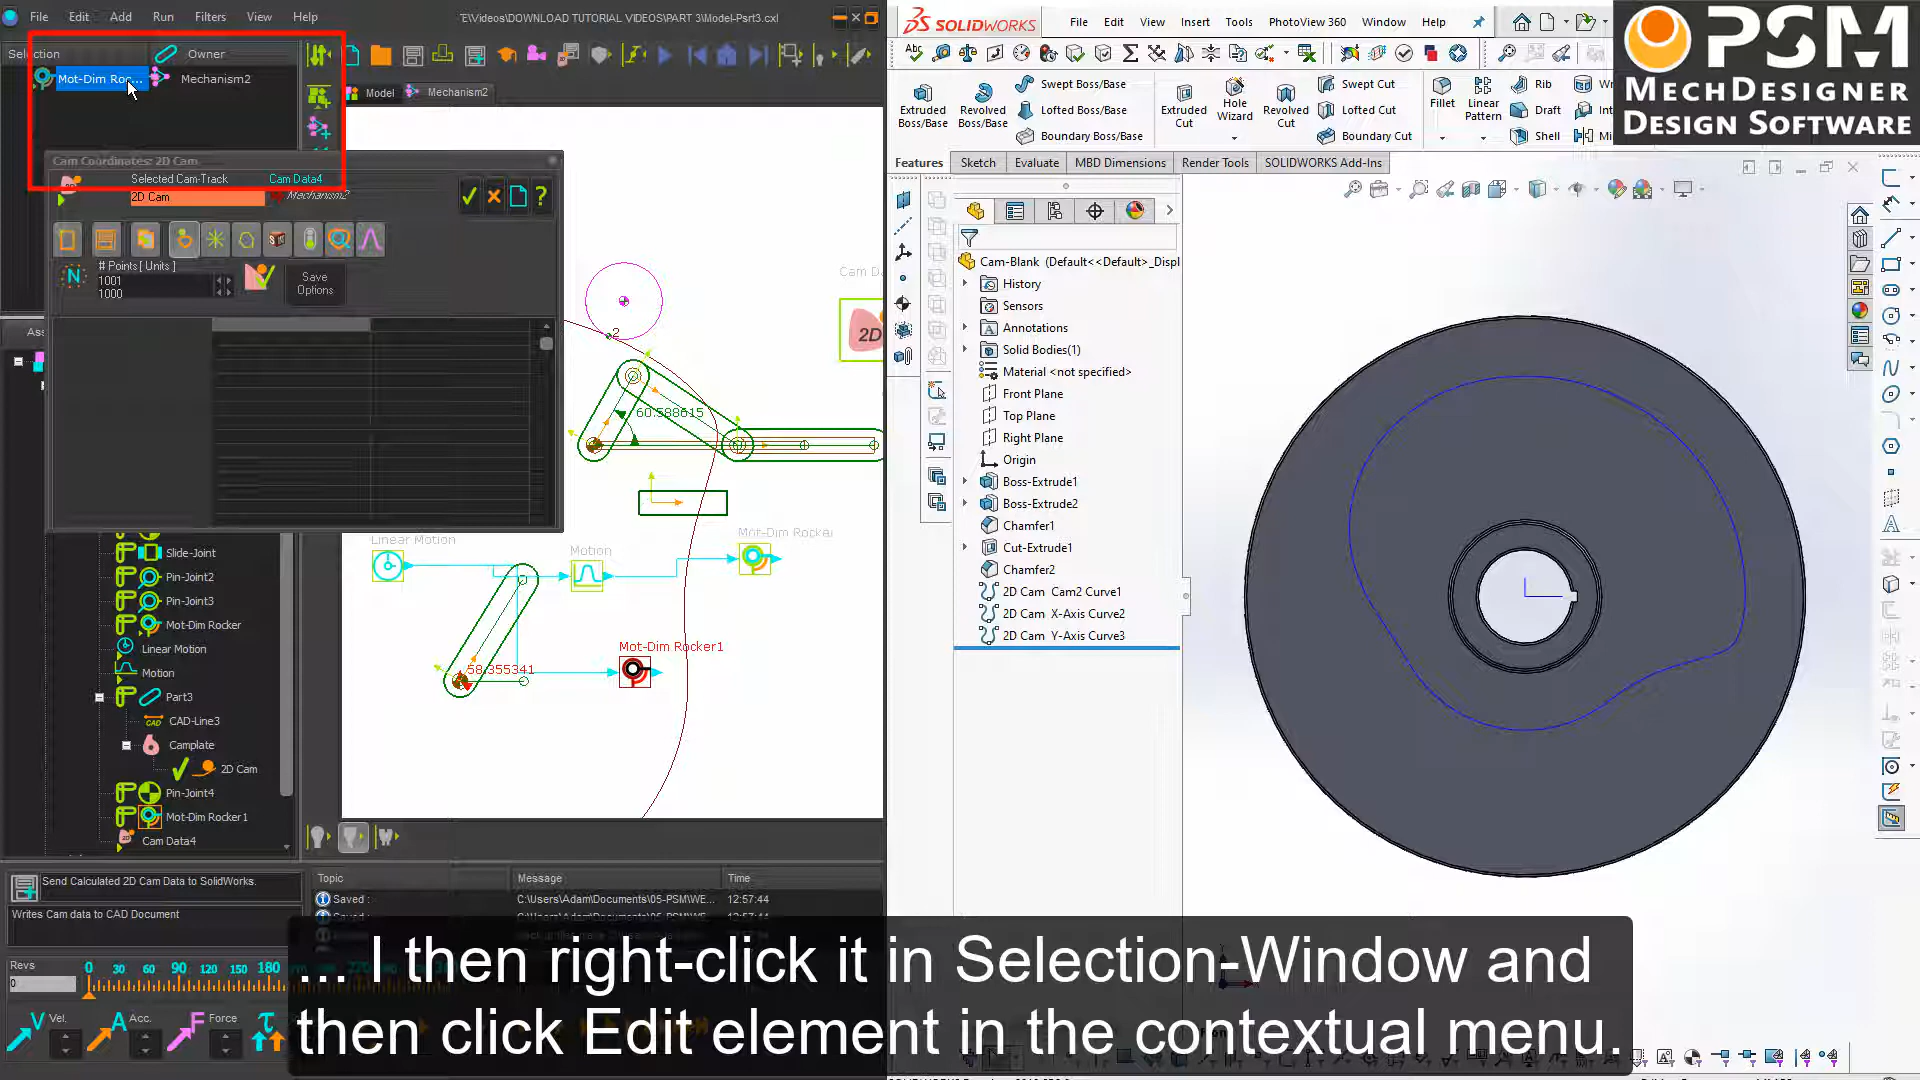 File Edit Add Run Filters View Help
E\Videos\DOWNLOAD TUTORIAL VIDEOS\PART 3\Model-Psrt3.cxl
Selection Owner
Mot-Dim Roc... Mechanism2
Model Mechanism2
Cam Coordinates: 2D Cam
Selected Cam-Track Cam Data4
2D Cam Mechanism2
# Points [ Units ]
1001
1000
Save
Options
2
60.588615
2D
Linear Motion
Motion
Mot-Dim Rocker
58.355341
Mot-Dim Rocker1
Slide-Joint
Pin-Joint2
Pin-Joint3
Mot-Dim Rocker
Linear Motion
Motion
Part3
CAD-Line3
Camplate
2D Cam
Pin-Joint4
Mot-Dim Rocker1
Cam Data4
Send Calculated 2D Cam Data to SolidWorks.
Writes Cam data to CAD Document
Topic Message Time
Saved : C:\Users\Adam\Documents\05-PSM\WE... 12:57:44
Revs
0
0 30 60 90 120 150 180
Vel. Acc. Force
SOLIDWORKS
File Edit View Insert Tools PhotoView 360 Window Help
Extruded Boss/Base
Revolved Boss/Base
Swept Boss/Base
Lofted Boss/Base
Boundary Boss/Base
Extruded Cut
Hole Wizard
Revolved Cut
Swept Cut
Lofted Cut
Boundary Cut
Fillet
Linear Pattern
Rib
Draft
Shell
Features Sketch Evaluate MBD Dimensions Render Tools SOLIDWORKS Add-Ins
Cam-Blank (Default<<Default>_Displ
History
Sensors
Annotations
Solid Bodies(1)
Material <not specified>
Front Plane
Top Plane
Right Plane
Origin
Boss-Extrude1
Boss-Extrude2
Chamfer1
Cut-Extrude1
Chamfer2
2D Cam Cam2 Curve1
2D Cam X-Axis Curve2
2D Cam Y-Axis Curve3
PSM
MechDesigner
Design Software
... I then right-click it in Selection-Window and
then click Edit element in the contextual menu.